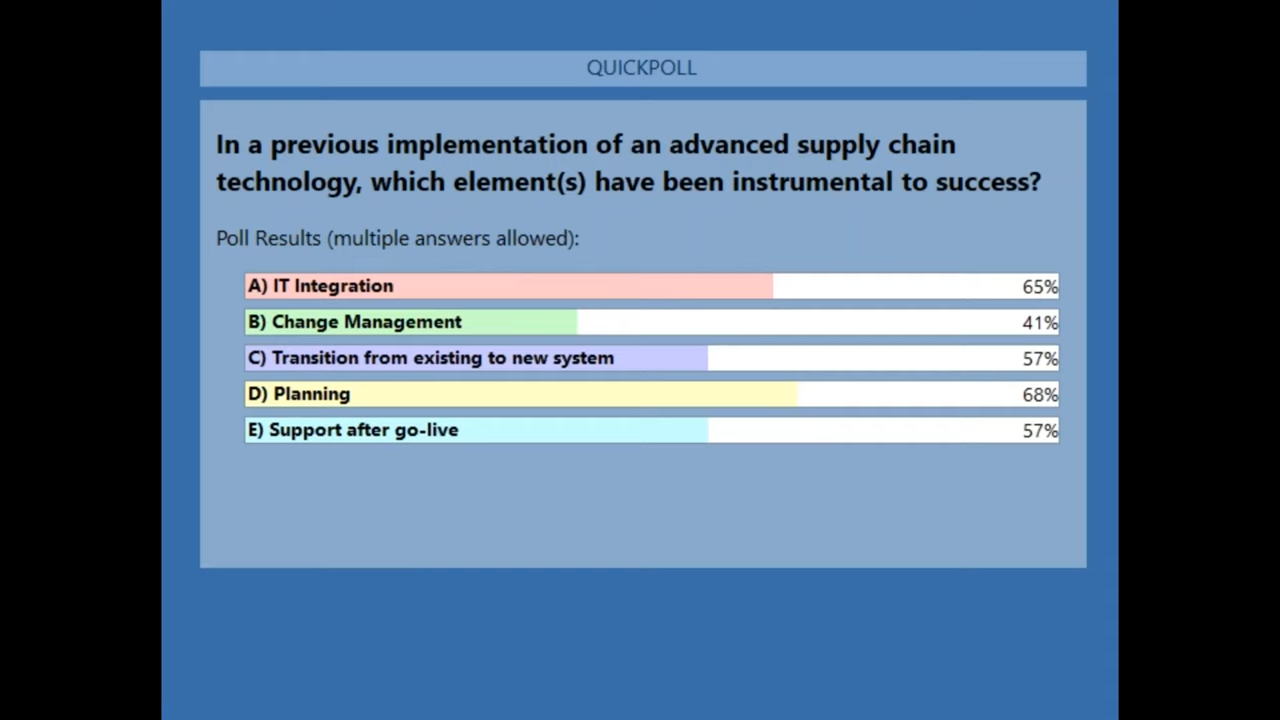 QUICKPOLL
In a previous implementation of an advanced supply chain
technology, which element(s) have been instrumental to success?
Poll Results (multiple answers allowed):
A) IT Integration 65%
B) Change Management 41%
C) Transition from existing to new system 57%
D) Planning 68%
E) Support after go-live 57%